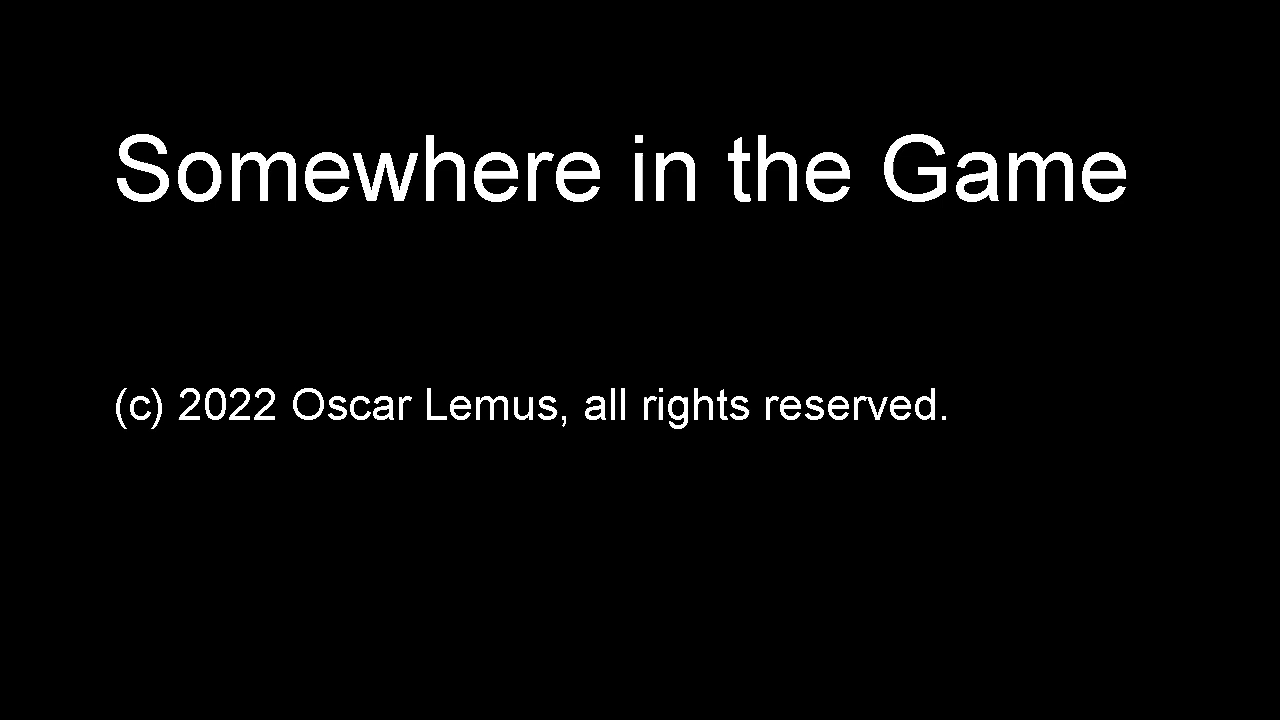 Somewhere in the Game
(c) 2022 Oscar Lemus, all rights reserved.